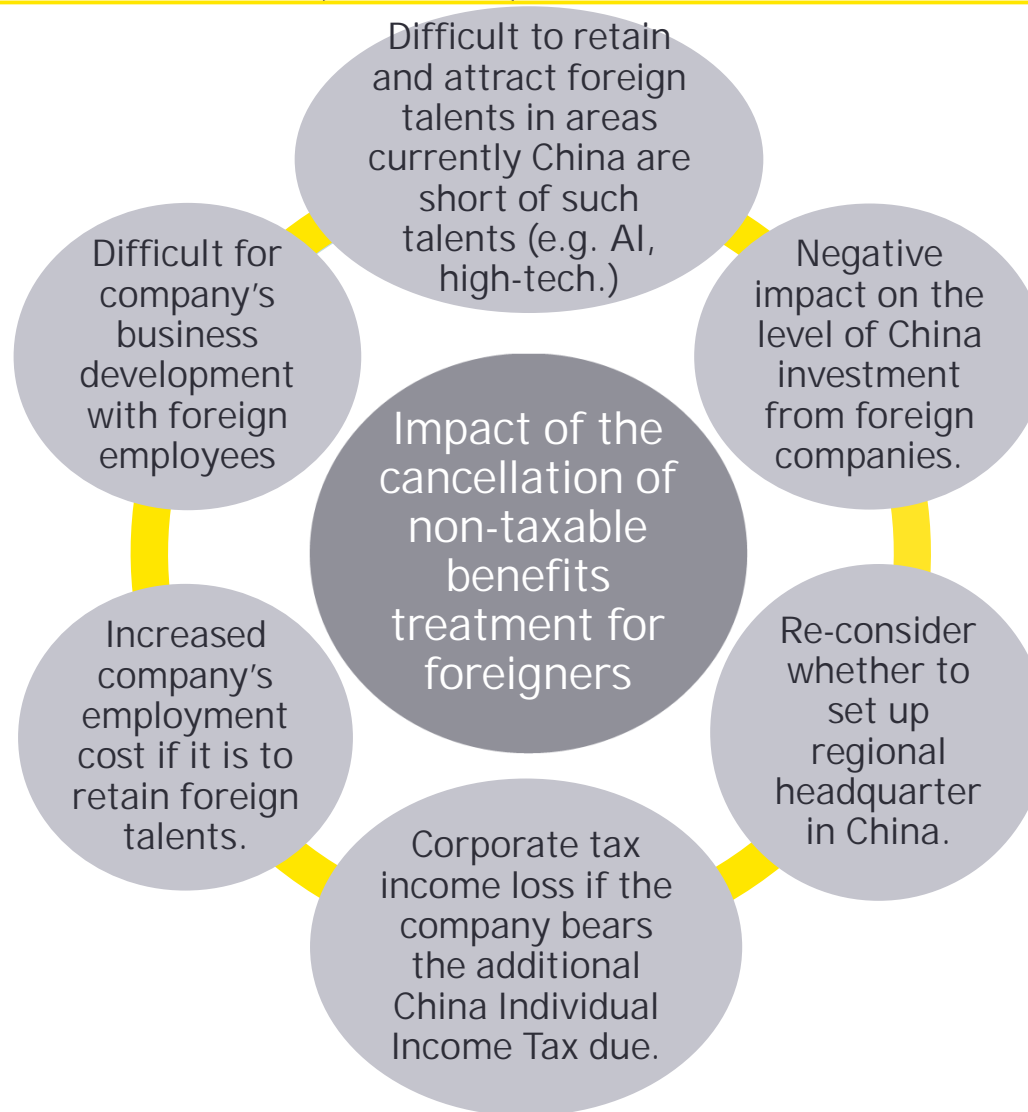 Difficult to retain
and attract foreign
talents in areas
currently China are
short of such
talents (e.g. AI,
high-tech.)
Negative
impact on the
level of China
investment
from foreign
companies.
Re-consider
whether to
set up
regional
headquarter
in China.
Corporate tax
income loss if the
company bears
the additional
China Individual
Income Tax due.
Increased
company's
employment
cost if it is to
retain foreign
talents.
Difficult for
company's
business
development
with foreign
employees
Impact of the
cancellation of
non-taxable
benefits
treatment for
foreigners